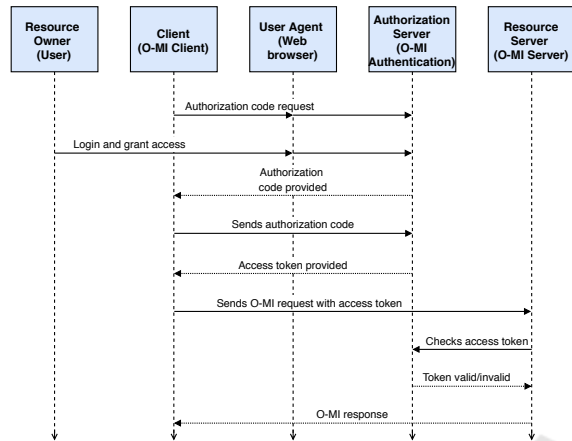 Resource
Owner
(User)
Client
(O-MI Client)
User Agent
(Web
browser)
Authorization
Server
(O-MI
Authentication)
Resource
Server
(O-MI Server)
Authorization code request
Login and grant access
Authorization
code provided
Sends authorization code
Access token provided
Sends O-MI request with access token
Checks access token
Token valid/invalid
O-MI response